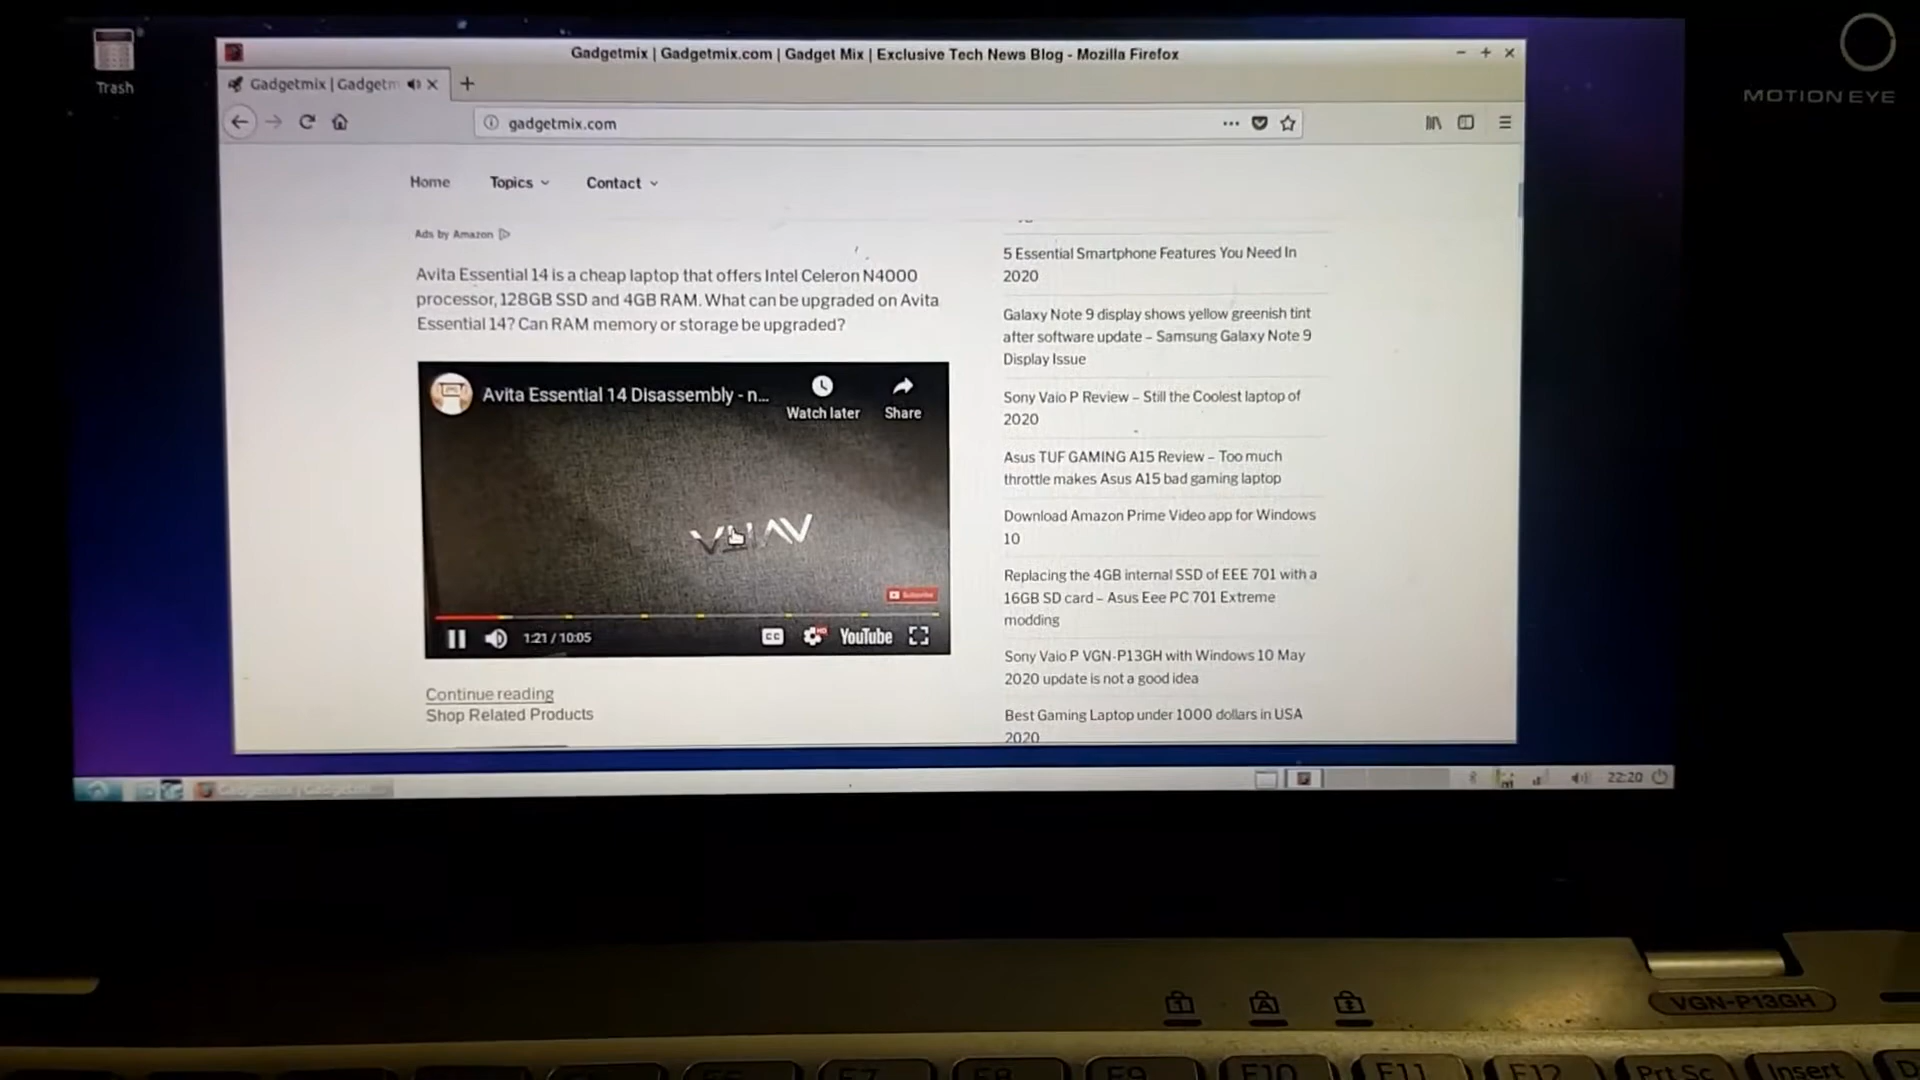 Trash
Gadgetmix | Gadgetmix.com | Gadget Mix | Exclusive Tech News Blog - Mozilla Firefox
Gadgetmix | Gadgetm
gadgetmix.com
MOTION EYE
Home Topics Contact
Ads by Amazon
Avita Essential 14 is a cheap laptop that offers Intel Celeron N4000
processor, 128GB SSD and 4GB RAM. What can be upgraded on Avita
Essential 14? Can RAM memory or storage be upgraded?
Avita Essential 14 Disassembly - n...
Watch later
Share
Subscribe
1:21 / 10:05
CC
HD
YouTube
Continue reading
Shop Related Products
5 Essential Smartphone Features You Need In
2020
Galaxy Note 9 display shows yellow greenish tint
after software update – Samsung Galaxy Note 9
Display Issue
Sony Vaio P Review – Still the Coolest laptop of
2020
Asus TUF GAMING A15 Review – Too much
throttle makes Asus A15 bad gaming laptop
Download Amazon Prime Video app for Windows
10
Replacing the 4GB internal SSD of EEE 701 with a
16GB SD card – Asus Eee PC 701 Extreme
modding
Sony Vaio P VGN-P13GH with Windows 10 May
2020 update is not a good idea
Best Gaming Laptop under 1000 dollars in USA
2020
22:20
VGN-P13GH
F6 F7 F8 F9 F10 F11 F12 Prt Sc Insert